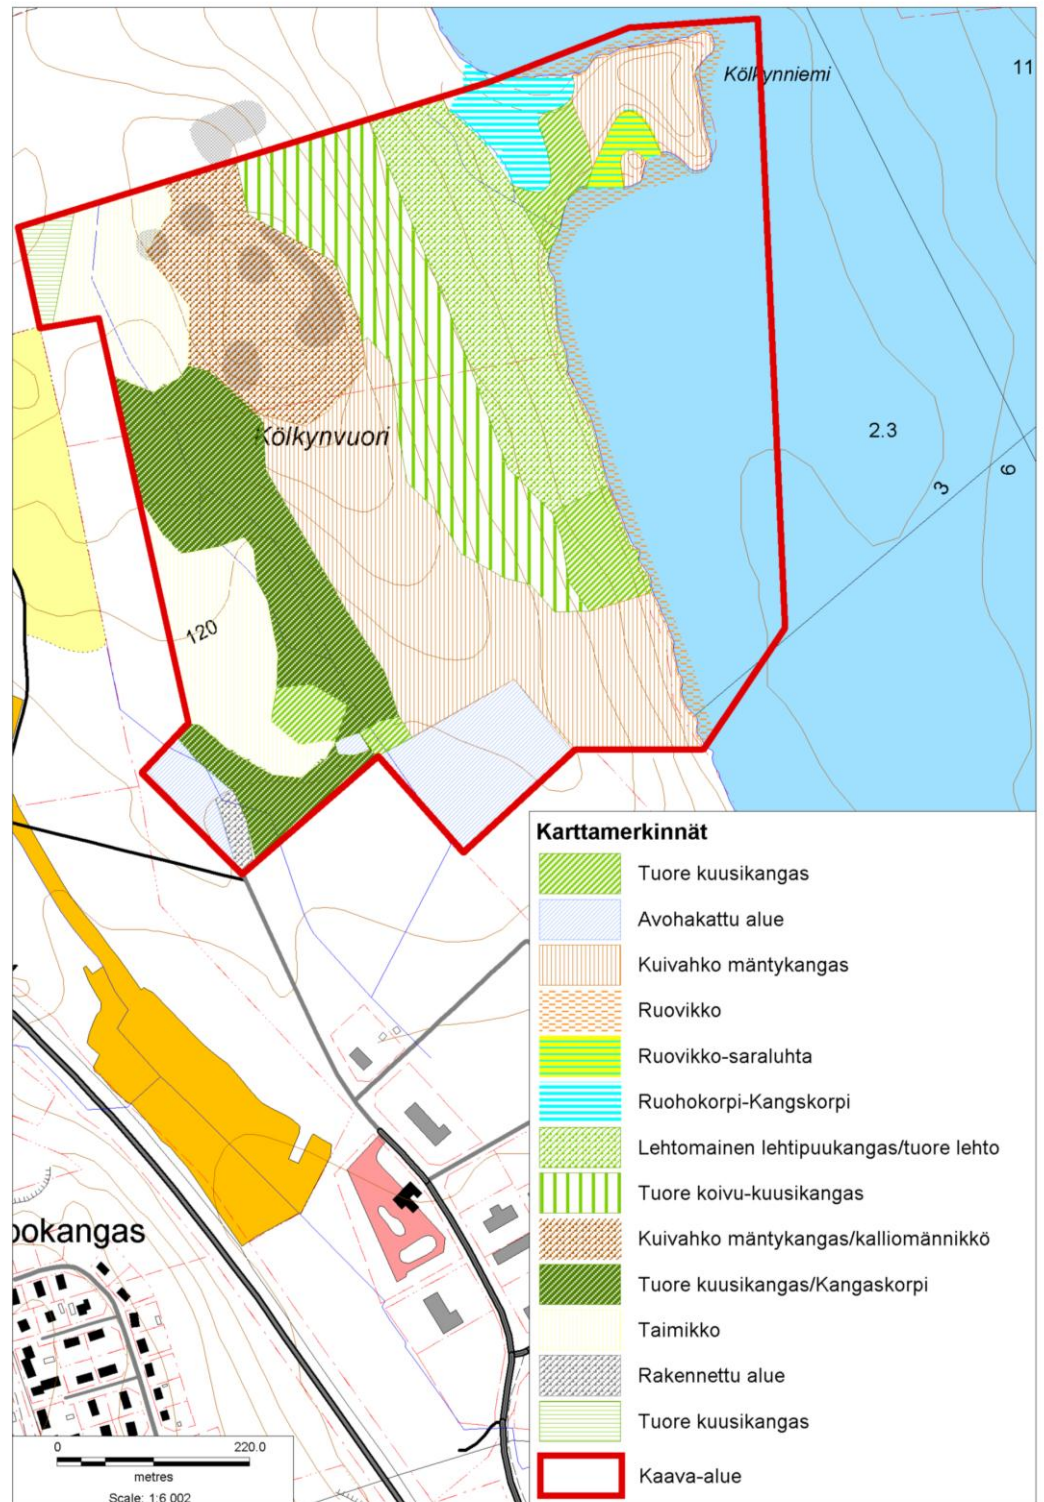 Kölkynniemi
11
Kölkynvuori
2.3
3
6
120
Karttamerkinnät
Tuore kuusikangas
Avohakattu alue
Kuivahko mäntykangas
Ruovikko
Ruovikko-saraluhta
Ruohokorpi-Kangskorpi
Lehtomainen lehtipuukangas/tuore lehto
Tuore koivu-kuusikangas
Kuivahko mäntykangas/kalliomännikkö
Tuore kuusikangas/Kangaskorpi
Taimikko
Rakennettu alue
Tuore kuusikangas
Kaava-alue
ookangas
0 220.0
metres
Scale: 1:6 002